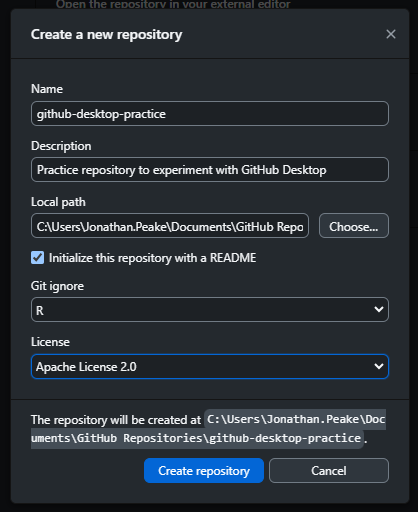 Open the repository in your external editor
Create a new repository
Name
github-desktop-practice
Description
Practice repository to experiment with GitHub Desktop
Local path
C:\Users\Jonathan.Peake\Documents\GitHub Repo
Choose...
Initialize this repository with a README
Git ignore
R
License
Apache License 2.0
The repository will be created at C:\Users\Jonathan.Peake\Doc
uments\GitHub Repositories\github-desktop-practice.
Create repository
Cancel